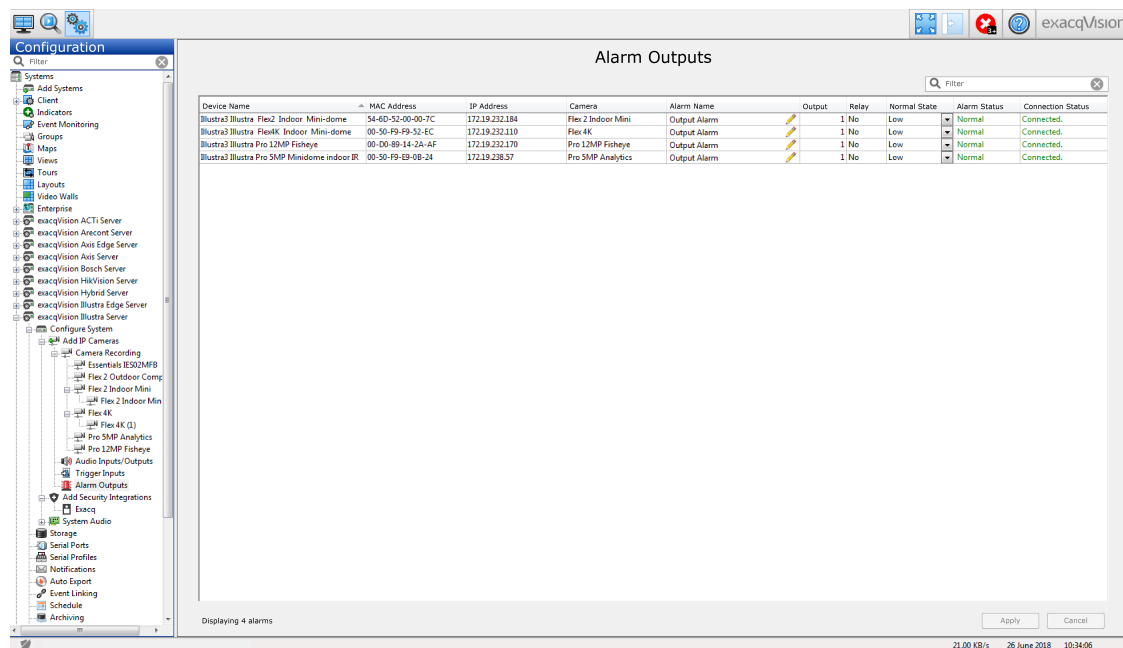 exacqVision
Configuration
Filter
Systems
Add Systems
Client
Indicators
Event Monitoring
Groups
Maps
Views
Tours
Layouts
Video Walls
Enterprise
exacqVision ACTi Server
exacqVision Arecont Server
exacqVision Axis Edge Server
exacqVision Axis Server
exacqVision Bosch Server
exacqVision HikVision Server
exacqVision Hybrid Server
exacqVision Illustra Edge Server
exacqVision Illustra Server
Configure System
Add IP Cameras
Camera Recording
Essentials IES02MFB
Flex 2 Outdoor Comp
Flex 2 Indoor Mini
Flex 2 Indoor Min
Flex 4K
Flex 4K (1)
Pro 5MP Analytics
Pro 12MP Fisheye
Audio Inputs/Outputs
Trigger Inputs
Alarm Outputs
Add Security Integrations
Exacq
System Audio
Storage
Serial Ports
Serial Profiles
Notifications
Auto Export
Event Linking
Schedule
Archiving
Alarm Outputs
Filter
Device Name MAC Address IP Address Camera Alarm Name Output Relay Normal State Alarm Status Connection Status
Illustra3 Illustra Flex2 Indoor Mini-dome 54-6D-52-00-00-7C 172.19.232.184 Flex 2 Indoor Mini Output Alarm 1 No Low Normal Connected.
Illustra3 Illustra Flex4K Indoor Mini-dome 00-50-F9-F9-52-EC 172.19.232.110 Flex 4K Output Alarm 1 No Low Normal Connected.
Illustra3 Illustra Pro 12MP Fisheye 00-D0-89-14-2A-AF 172.19.232.170 Pro 12MP Fisheye Output Alarm 1 No Low Normal Connected.
Illustra3 Illustra Pro 5MP Minidome indoor IR 00-50-F9-E9-0B-24 172.19.238.57 Pro 5MP Analytics Output Alarm 1 No Low Normal Connected.
Displaying 4 alarms
Apply Cancel
21.00 KB/s 26 June 2018 10:34:06